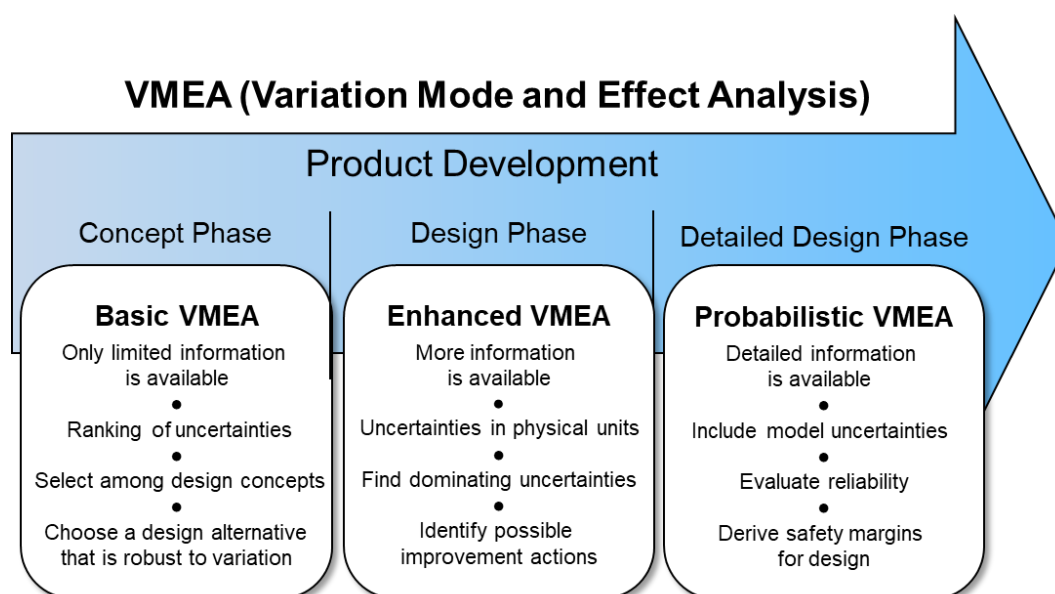 VMEA (Variation Mode and Effect Analysis)
Product Development
Concept Phase
Design Phase
Detailed Design Phase
Basic VMEA
Only limited information
is available
•
Ranking of uncertainties
•
Select among design concepts
•
Choose a design alternative
that is robust to variation
Enhanced VMEA
More information
is available
•
Uncertainties in physical units
•
Find dominating uncertainties
•
Identify possible
improvement actions
Probabilistic VMEA
Detailed information
is available
•
Include model uncertainties
•
Evaluate reliability
•
Derive safety margins
for design